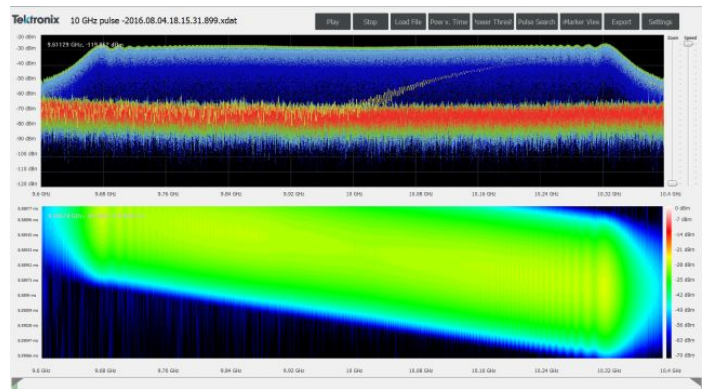 Tektronix 10 GHz pulse -2016.08.04.18.15.31.899.xdat Play Stop Load File Pow v. Time Power Thresh Pulse Search Marker View Export Settings
-20 dBm
-30 dBm
-40 dBm
-50 dBm
-60 dBm
-70 dBm
-80 dBm
-90 dBm
-100 dBm
-110 dBm
-120 dBm
Zoom Speed
9.6 GHz 9.68 GHz 9.76 GHz 9.84 GHz 9.92 GHz 10 GHz 10.08 GHz 10.16 GHz 10.24 GHz 10.32 GHz 10.4 GHz
0 dBm
-7 dBm
-14 dBm
-21 dBm
-28 dBm
-35 dBm
-42 dBm
-49 dBm
-56 dBm
-63 dBm
-70 dBm
9.6 GHz 9.68 GHz 9.76 GHz 9.84 GHz 9.92 GHz 10 GHz 10.08 GHz 10.16 GHz 10.24 GHz 10.32 GHz 10.4 GHz